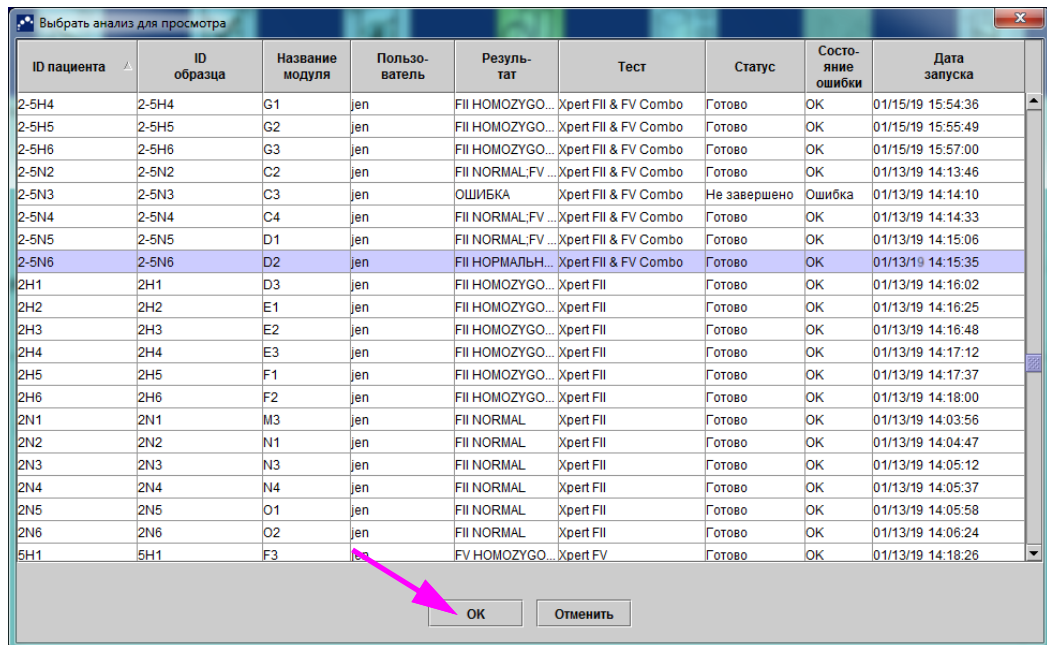 Выбрать анализ для просмотра
ID пациента ID образца Название модуля Пользо-ватель Резуль-тат Тест Статус Состо-яние ошибки Дата запуска
2-5H4 2-5H4 G1 jen FII HOMOZYGO... Xpert FII & FV Combo Готово OK 01/15/19 15:54:36
2-5H5 2-5H5 G2 jen FII HOMOZYGO... Xpert FII & FV Combo Готово OK 01/15/19 15:55:49
2-5H6 2-5H6 G3 jen FII HOMOZYGO... Xpert FII & FV Combo Готово OK 01/15/19 15:57:00
2-5N2 2-5N2 C2 jen FII NORMAL;FV ... Xpert FII & FV Combo Готово OK 01/13/19 14:13:46
2-5N3 2-5N3 C3 jen ОШИБКА Xpert FII & FV Combo Не завершено Ошибка 01/13/19 14:14:10
2-5N4 2-5N4 C4 jen FII NORMAL;FV ... Xpert FII & FV Combo Готово OK 01/13/19 14:14:33
2-5N5 2-5N5 D1 jen FII NORMAL;FV ... Xpert FII & FV Combo Готово OK 01/13/19 14:15:06
2-5N6 2-5N6 D2 jen FII НОРМАЛЬН... Xpert FII & FV Combo Готово OK 01/13/19 14:15:35
2H1 2H1 D3 jen FII HOMOZYGO... Xpert FII Готово OK 01/13/19 14:16:02
2H2 2H2 E1 jen FII HOMOZYGO... Xpert FII Готово OK 01/13/19 14:16:25
2H3 2H3 E2 jen FII HOMOZYGO... Xpert FII Готово OK 01/13/19 14:16:48
2H4 2H4 E3 jen FII HOMOZYGO... Xpert FII Готово OK 01/13/19 14:17:12
2H5 2H5 F1 jen FII HOMOZYGO... Xpert FII Готово OK 01/13/19 14:17:37
2H6 2H6 F2 jen FII HOMOZYGO... Xpert FII Готово OK 01/13/19 14:18:00
2N1 2N1 M3 jen FII NORMAL Xpert FII Готово OK 01/13/19 14:03:56
2N2 2N2 N1 jen FII NORMAL Xpert FII Готово OK 01/13/19 14:04:47
2N3 2N3 N3 jen FII NORMAL Xpert FII Готово OK 01/13/19 14:05:12
2N4 2N4 N4 jen FII NORMAL Xpert FII Готово OK 01/13/19 14:05:37
2N5 2N5 O1 jen FII NORMAL Xpert FII Готово OK 01/13/19 14:05:58
2N6 2N6 O2 jen FII NORMAL Xpert FII Готово OK 01/13/19 14:06:24
5H1 5H1 F3 jen FV HOMOZYGO... Xpert FV Готово OK 01/13/19 14:18:26
OK Отменить